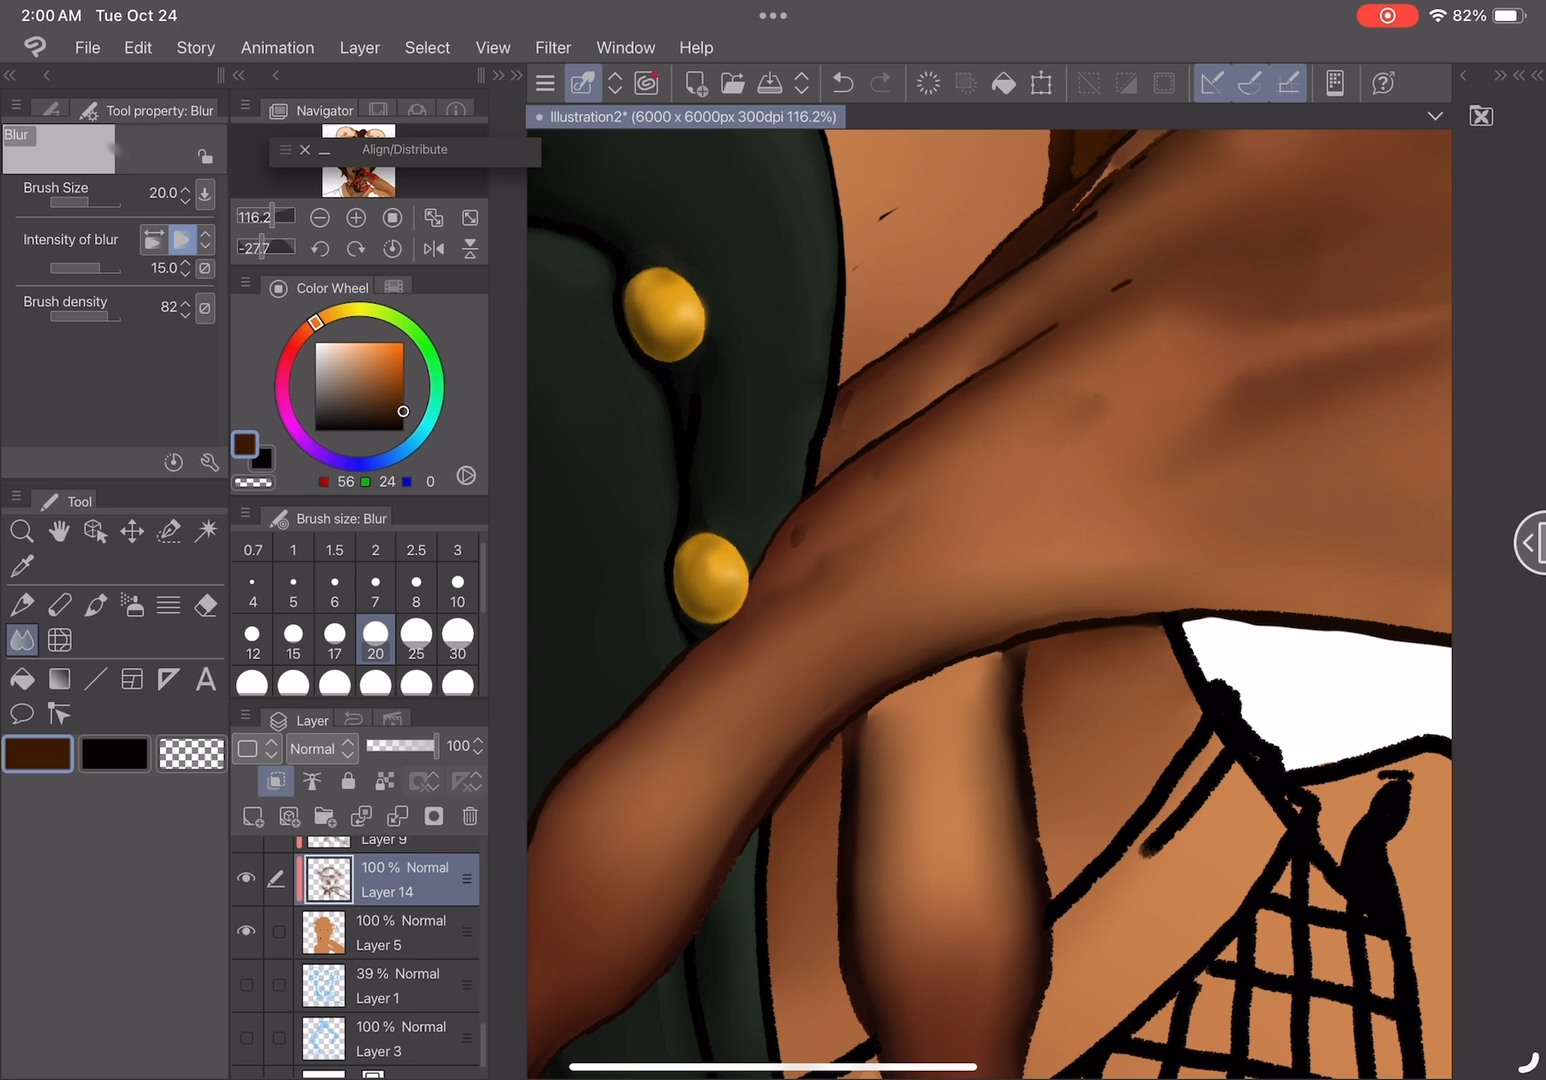 2:00 AM Tue Oct 24
82%
File Edit Story Animation Layer Select View Filter Window Help
Tool property: Blur
Navigator
Illustration2* (6000 x 6000px 300dpi 116.2%)
Blur
Align/Distribute
Brush Size 20.0
116.2
Intensity of blur
-27.7
15.0
Color Wheel
Brush density 82
56 24 0
Tool
Brush size: Blur
0.7 1 1.5 2 2.5 3
4 5 6 7 8 10
12 15 17 20 25 30
Layer
Normal 100
Layer 9
100 % Normal
Layer 14
100 % Normal
Layer 5
39 % Normal
Layer 1
100 % Normal
Layer 3